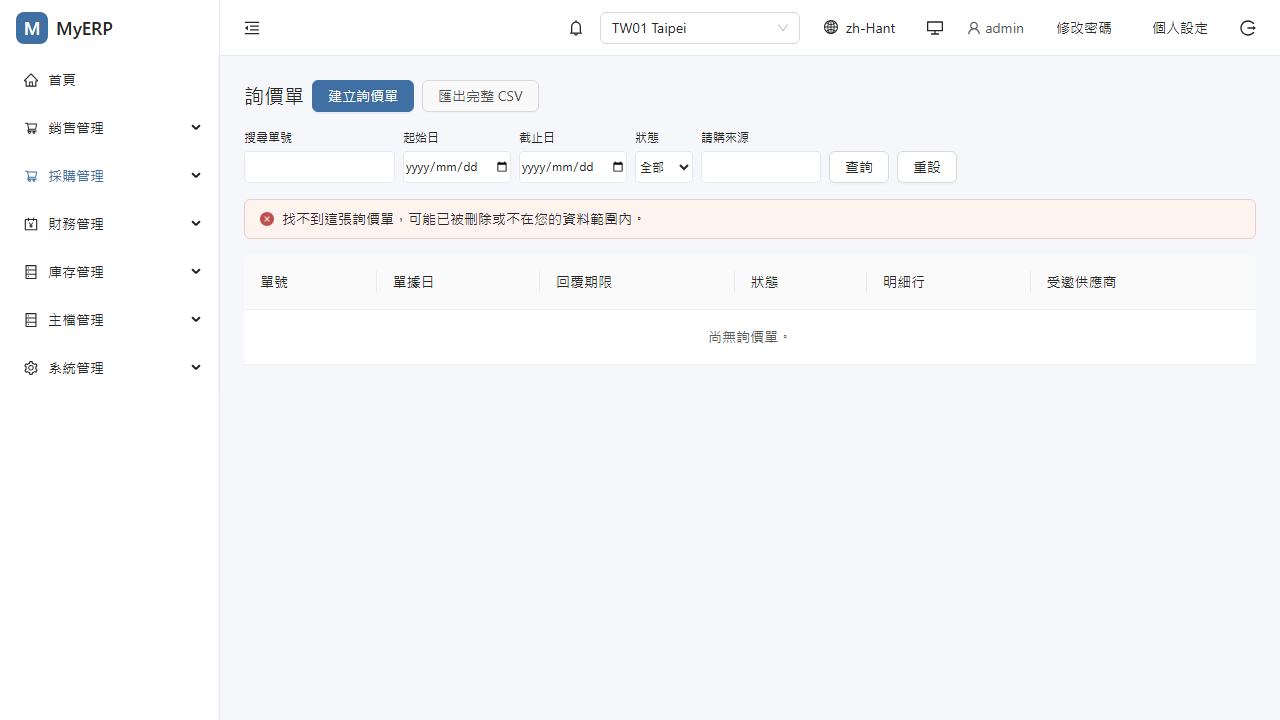 M MyERP
TW01 Taipei
zh-Hant
admin
修改密碼
個人設定
首頁
銷售管理
採購管理
財務管理
庫存管理
主檔管理
系統管理
詢價單
建立詢價單
匯出完整 CSV
搜尋單號
起始日
截止日
狀態
請購來源
yyyy/mm/dd
yyyy/mm/dd
全部
查詢
重設
找不到這張詢價單，可能已被刪除或不在您的資料範圍內。
單號 單據日 回覆期限 狀態 明細行 受邀供應商
尚無詢價單。